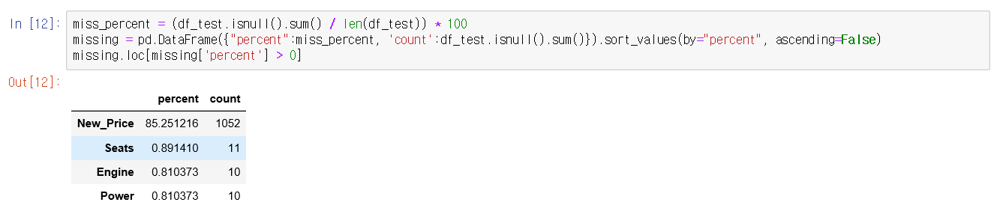 In [12]: miss_percent = (df_test.isnull().sum() / len(df_test)) * 100
missing = pd.DataFrame({"percent":miss_percent, 'count':df_test.isnull().sum()}).sort_values(by="percent", ascending=False)
missing.loc[missing['percent'] > 0]
Out[12]:
percent count
New_Price 85.251216 1052
Seats 0.891410 11
Engine 0.810373 10
Power 0.810373 10